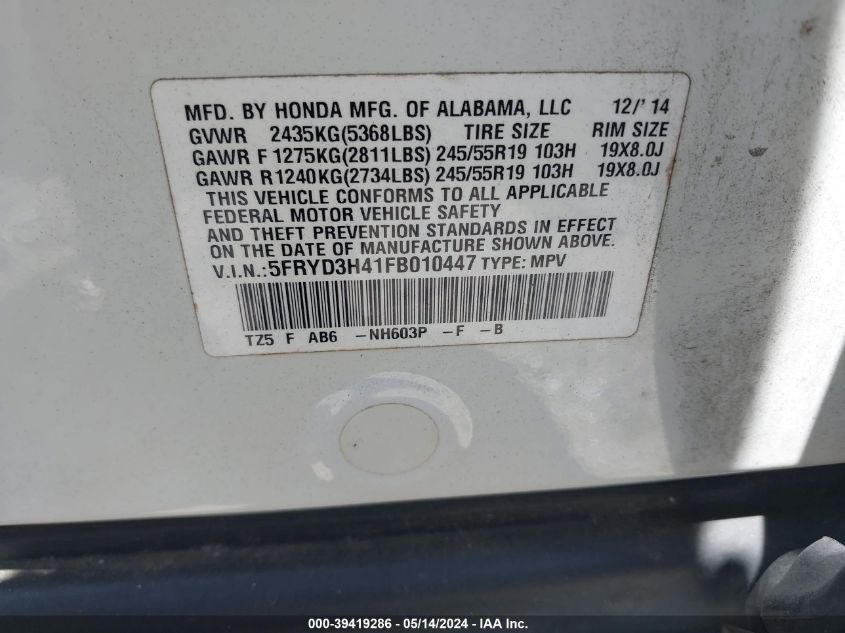 MFD. BY HONDA MFG. OF ALABAMA, LLC 12/'14
GVWR 2435KG(5368LBS) TIRE SIZE RIM SIZE
GAWR F 1275KG(2811LBS) 245/55R19 103H 19X8.0J
GAWR R1240KG(2734LBS) 245/55R19 103H 19X8.0J
THIS VEHICLE CONFORMS TO ALL APPLICABLE
FEDERAL MOTOR VEHICLE SAFETY
AND THEFT PREVENTION STANDARDS IN EFFECT
ON THE DATE OF MANUFACTURE SHOWN ABOVE.
V.I.N.:5FRYD3H41FB010447 TYPE: MPV
TZ5 F AB6 -NH603P -F -B
000-39419286 - 05/14/2024 - IAA Inc.